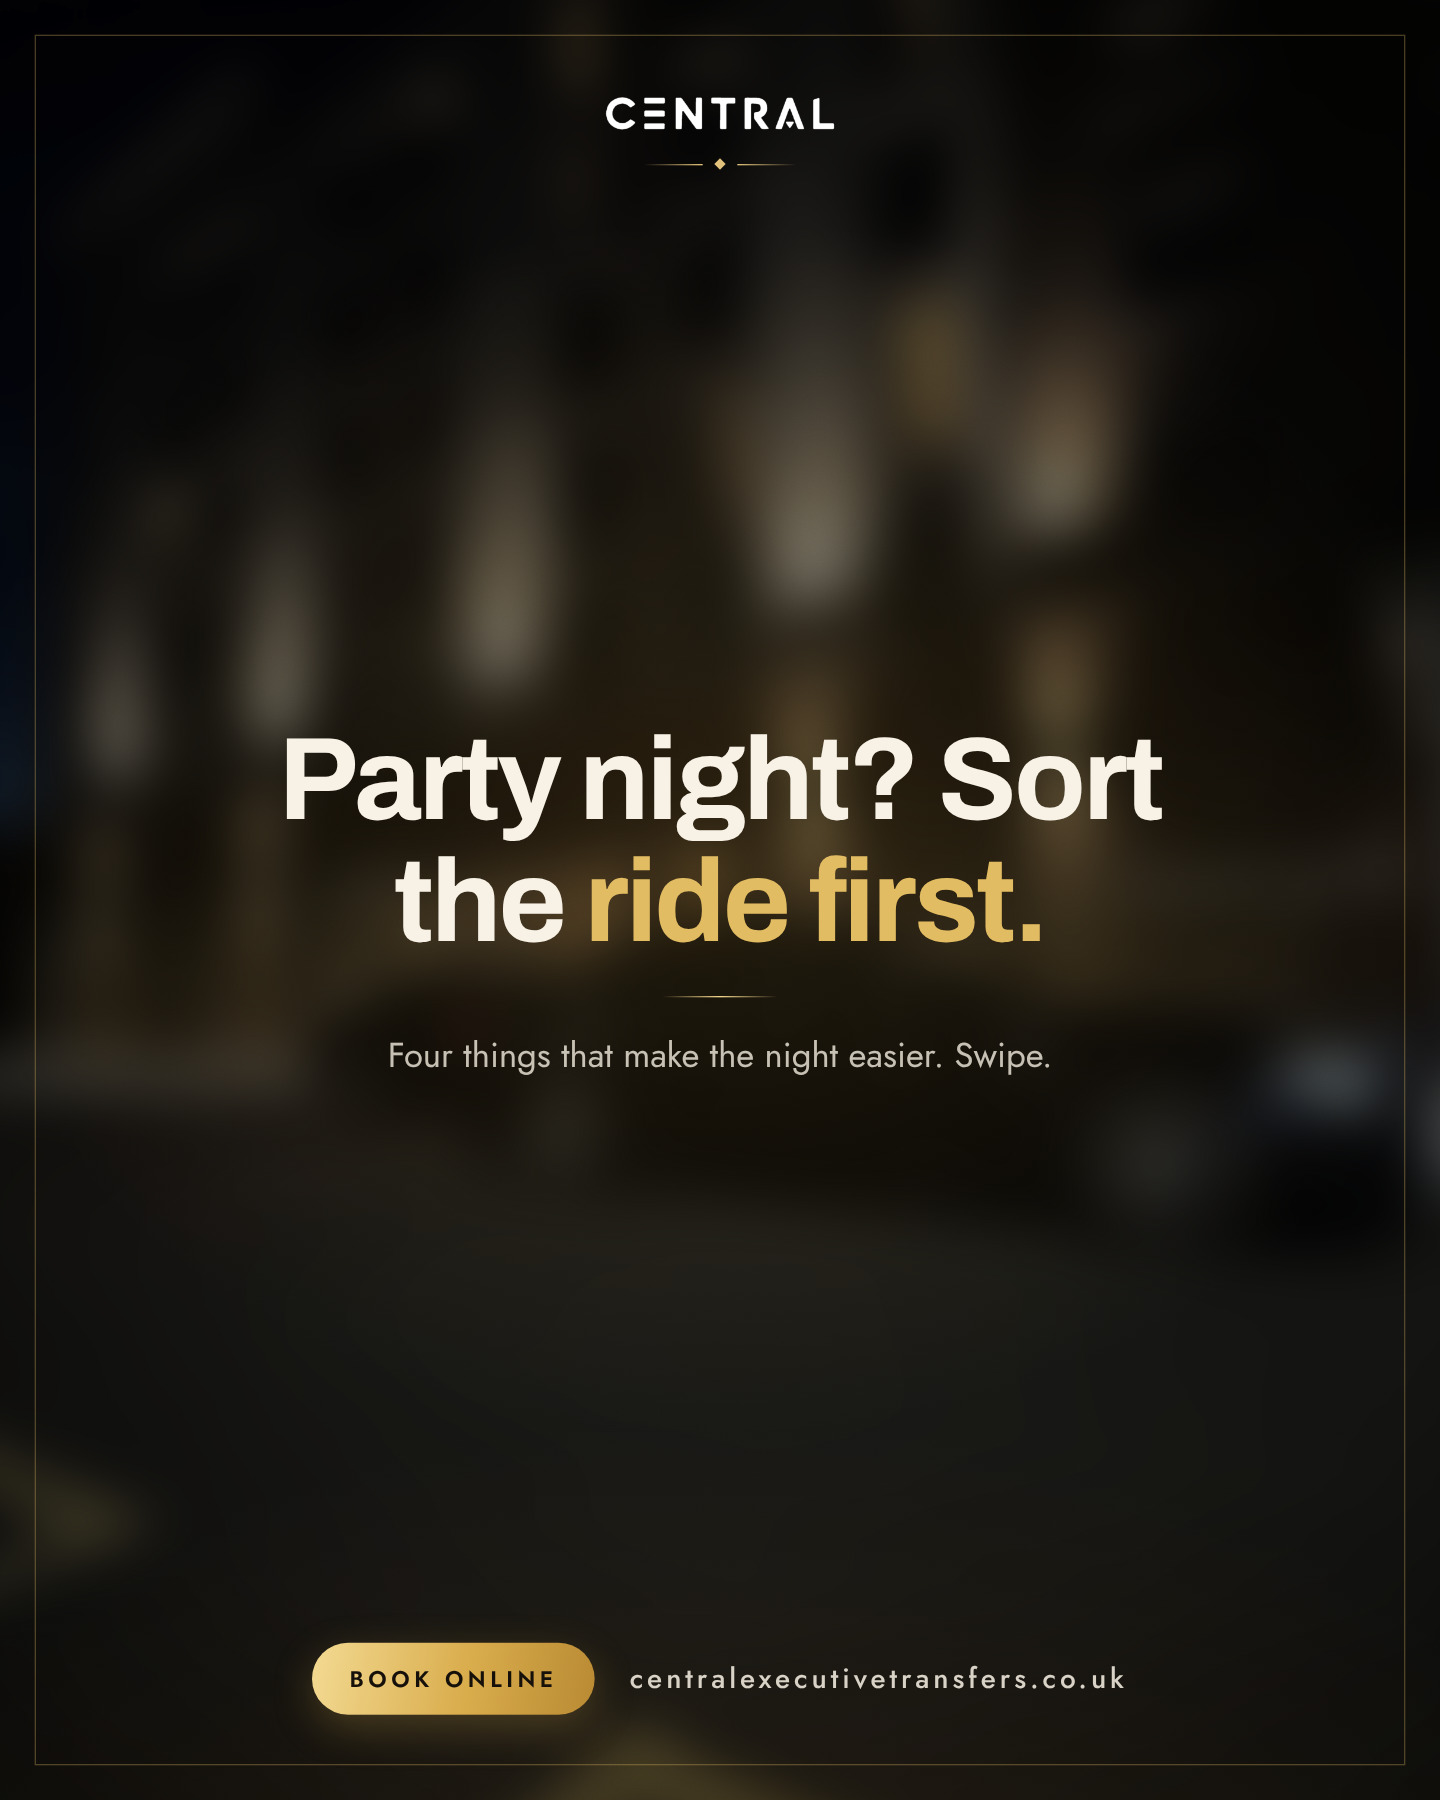 CENTRAL
Party night? Sort
the ride first.
Four things that make the night easier. Swipe.
BOOK ONLINE
centralexecutivetransfers.co.uk